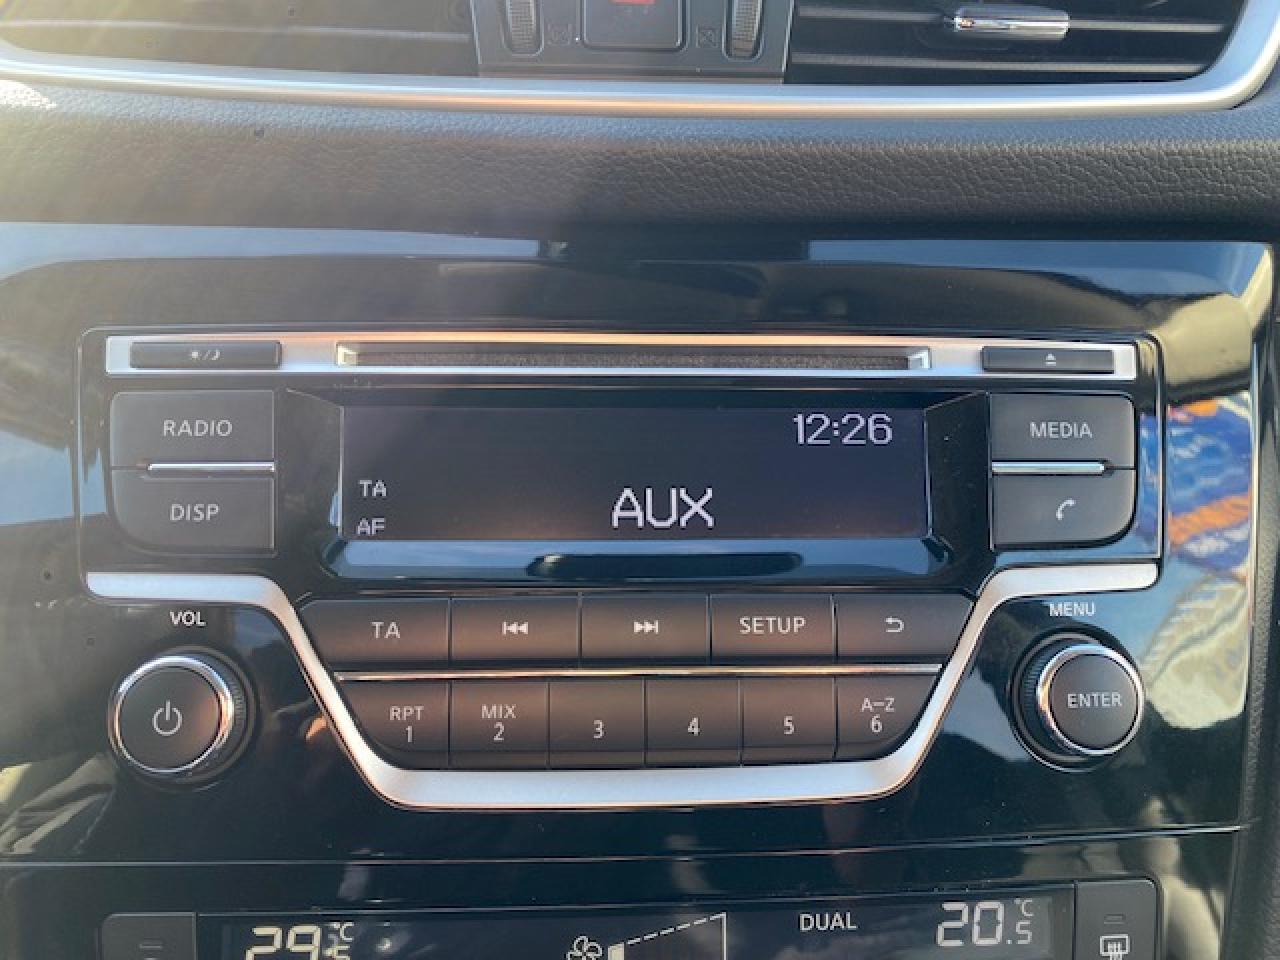 RADIO
DISP
12:26
TA
AUX
AF
MEDIA
VOL
TA
SETUP
MENU
RPT
1
MIX
2
3
4
5
A-Z
6
ENTER
29.5°C
DUAL
20.5°C